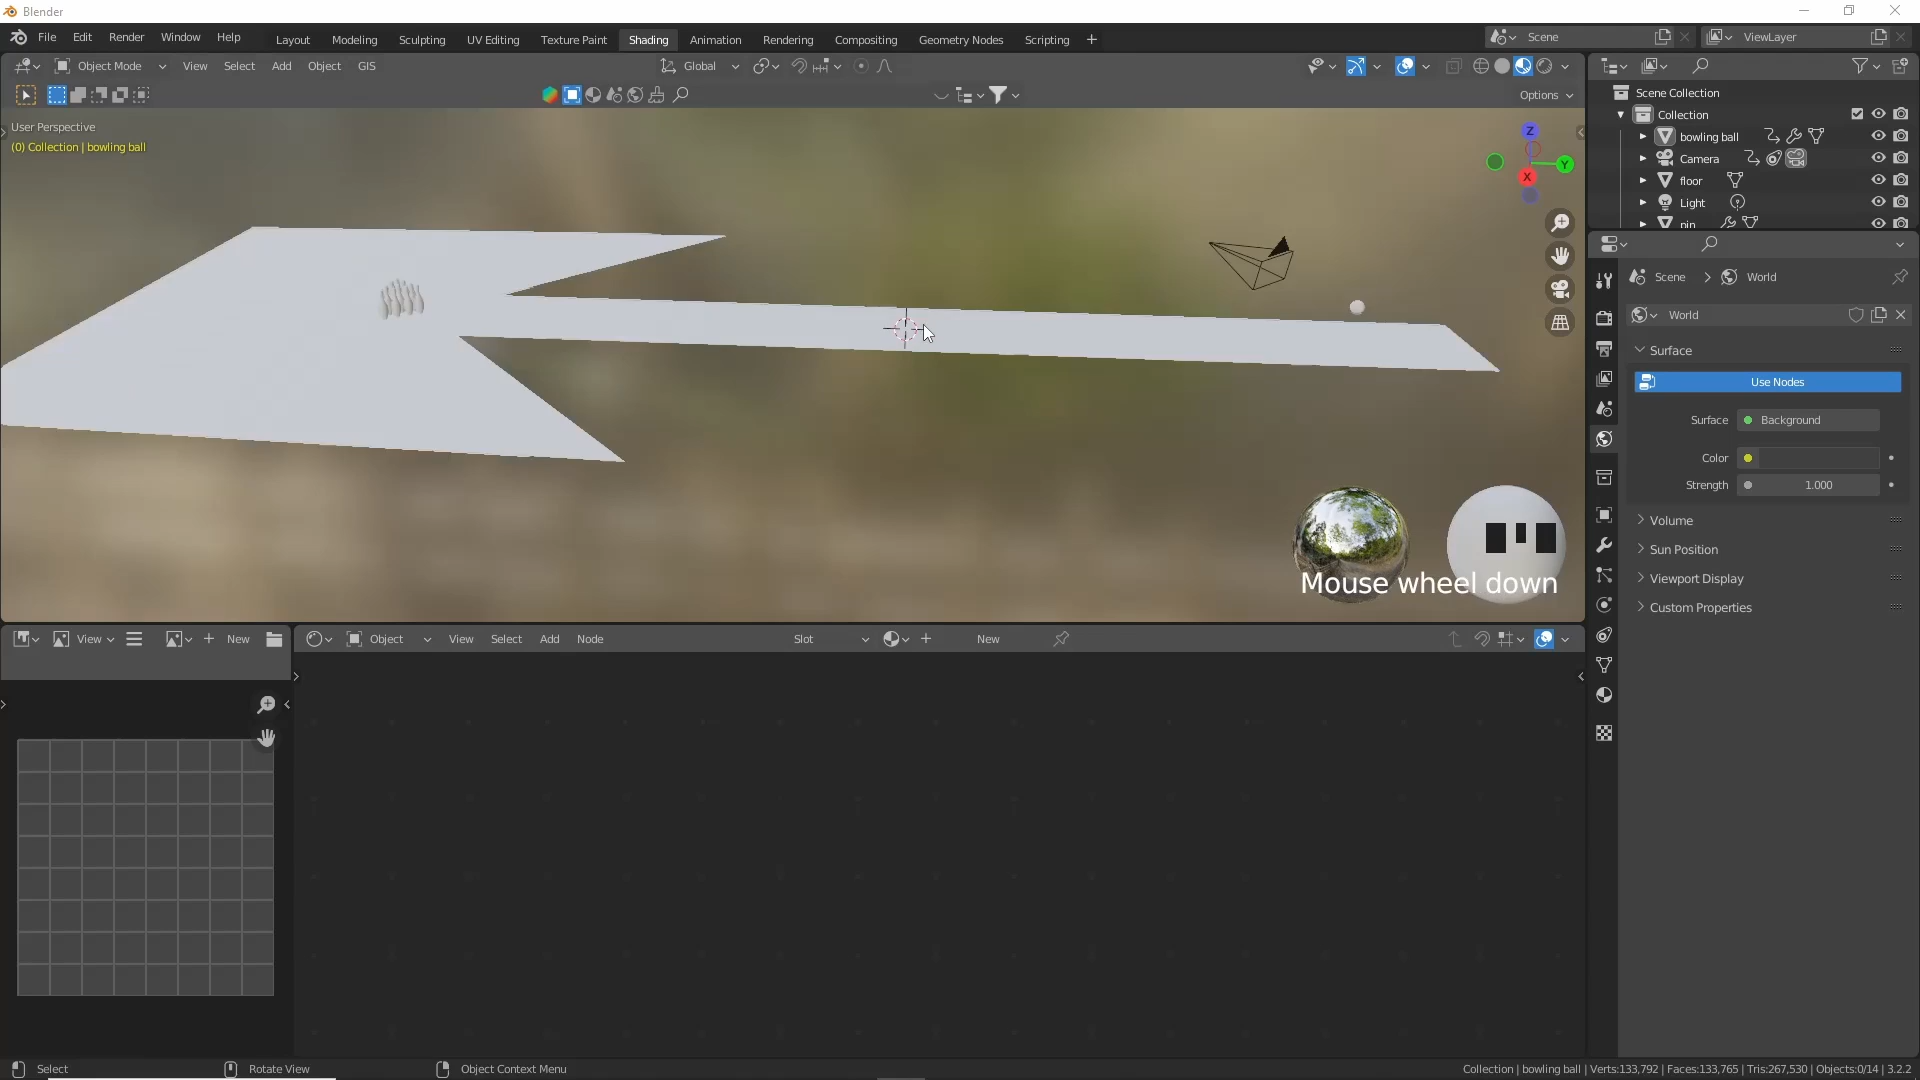 Blender
File Edit Render Window Help
Layout Modeling Sculpting UV Editing Texture Paint Shading Animation Rendering Compositing Geometry Nodes Scripting +
Scene ViewLayer
Object Mode View Select Add Object GIS Global
Options
User Perspective
(0) Collection | bowling ball
Z
Y
X
Mouse wheel down
Scene Collection
Collection
bowling ball
Camera
floor
Light
pin
Scene > World
World
Surface
Use Nodes
Surface Background
Color
Strength 1.000
Volume
Sun Position
Viewport Display
Custom Properties
View New
Object View Select Add Node Slot New
Select Rotate View Object Context Menu
Collection | bowling ball | Verts:133,792 | Faces:133,765 | Tris:267,530 | Objects:0/14 | 3.2.2